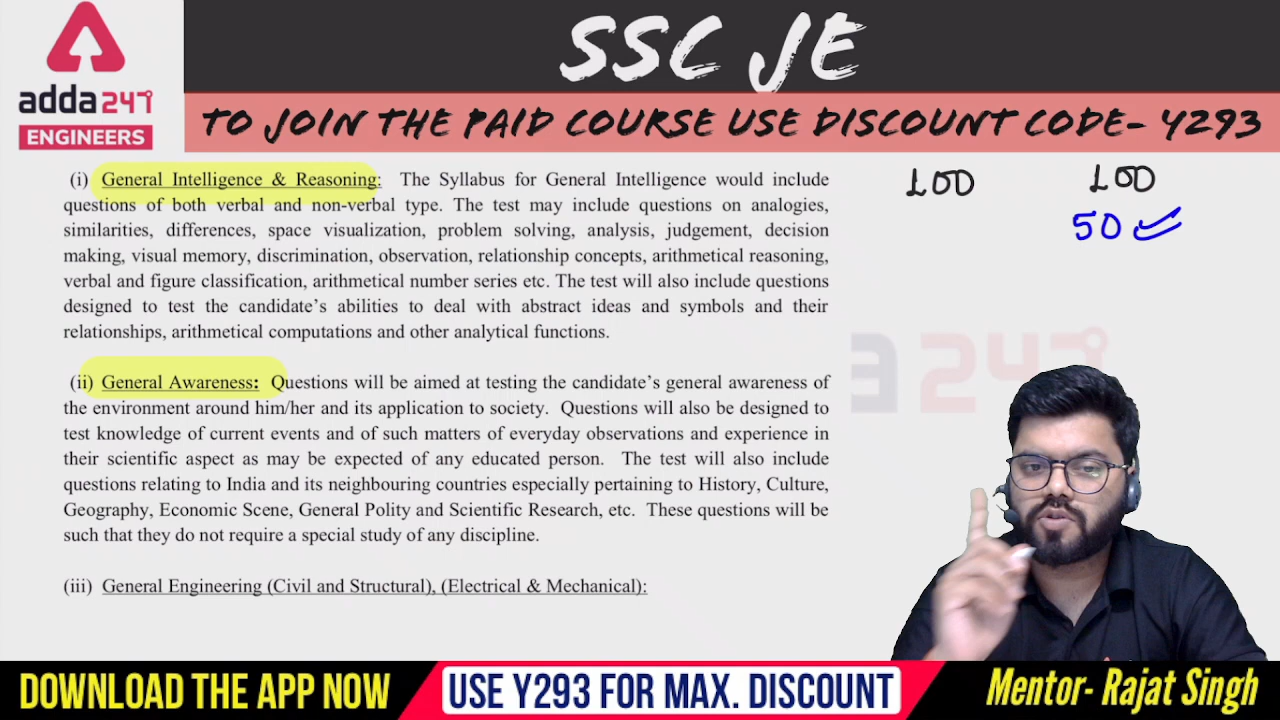 SSC JE
adda247
ENGINEERS
TO JOIN THE PAID COURSE USE DISCOUNT CODE- Y293
(i) General Intelligence & Reasoning: The Syllabus for General Intelligence would include
questions of both verbal and non-verbal type. The test may include questions on analogies,
similarities, differences, space visualization, problem solving, analysis, judgement, decision
making, visual memory, discrimination, observation, relationship concepts, arithmetical reasoning,
verbal and figure classification, arithmetical number series etc. The test will also include questions
designed to test the candidate's abilities to deal with abstract ideas and symbols and their
relationships, arithmetical computations and other analytical functions.
100 100
50
(ii) General Awareness: Questions will be aimed at testing the candidate's general awareness of
the environment around him/her and its application to society. Questions will also be designed to
test knowledge of current events and of such matters of everyday observations and experience in
their scientific aspect as may be expected of any educated person. The test will also include
questions relating to India and its neighbouring countries especially pertaining to History, Culture,
Geography, Economic Scene, General Polity and Scientific Research, etc. These questions will be
such that they do not require a special study of any discipline.
(iii) General Engineering (Civil and Structural), (Electrical & Mechanical):
247
DOWNLOAD THE APP NOW
USE Y293 FOR MAX. DISCOUNT
Mentor- Rajat Singh